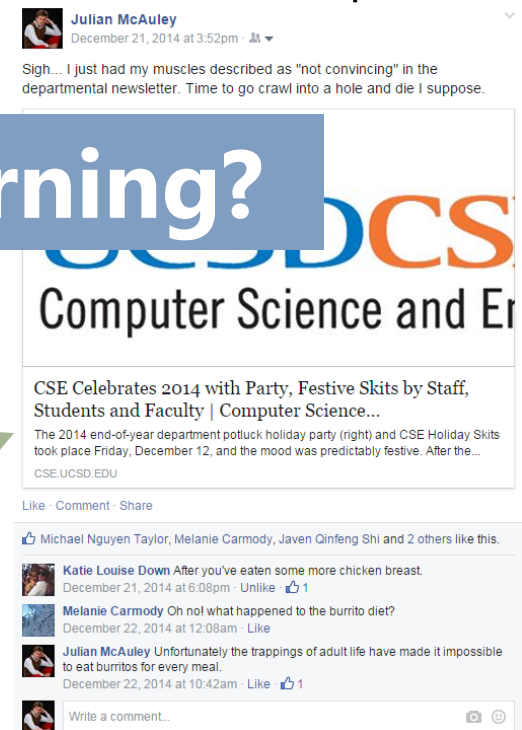 Julian McAuley
December 21, 2014 at 3:52pm ·
Sigh... I just had my muscles described as "not convincing" in the
departmental newsletter. Time to go crawl into a hole and die I suppose.
rning?
UCSDCS
Computer Science and En
CSE Celebrates 2014 with Party, Festive Skits by Staff,
Students and Faculty | Computer Science...
The 2014 end-of-year department potluck holiday party (right) and CSE Holiday Skits
took place Friday, December 12, and the mood was predictably festive. After the...
CSE.UCSD.EDU
Like · Comment · Share
Michael Nguyen Taylor, Melanie Carmody, Javen Qinfeng Shi and 2 others like this.
Katie Louise Down After you've eaten some more chicken breast.
December 21, 2014 at 6:08pm · Unlike · 1
Melanie Carmody Oh no! what happened to the burrito diet?
December 22, 2014 at 12:08am · Like
Julian McAuley Unfortunately the trappings of adult life have made it impossible
to eat burritos for every meal.
December 22, 2014 at 10:42am · Like · 1
Write a comment...